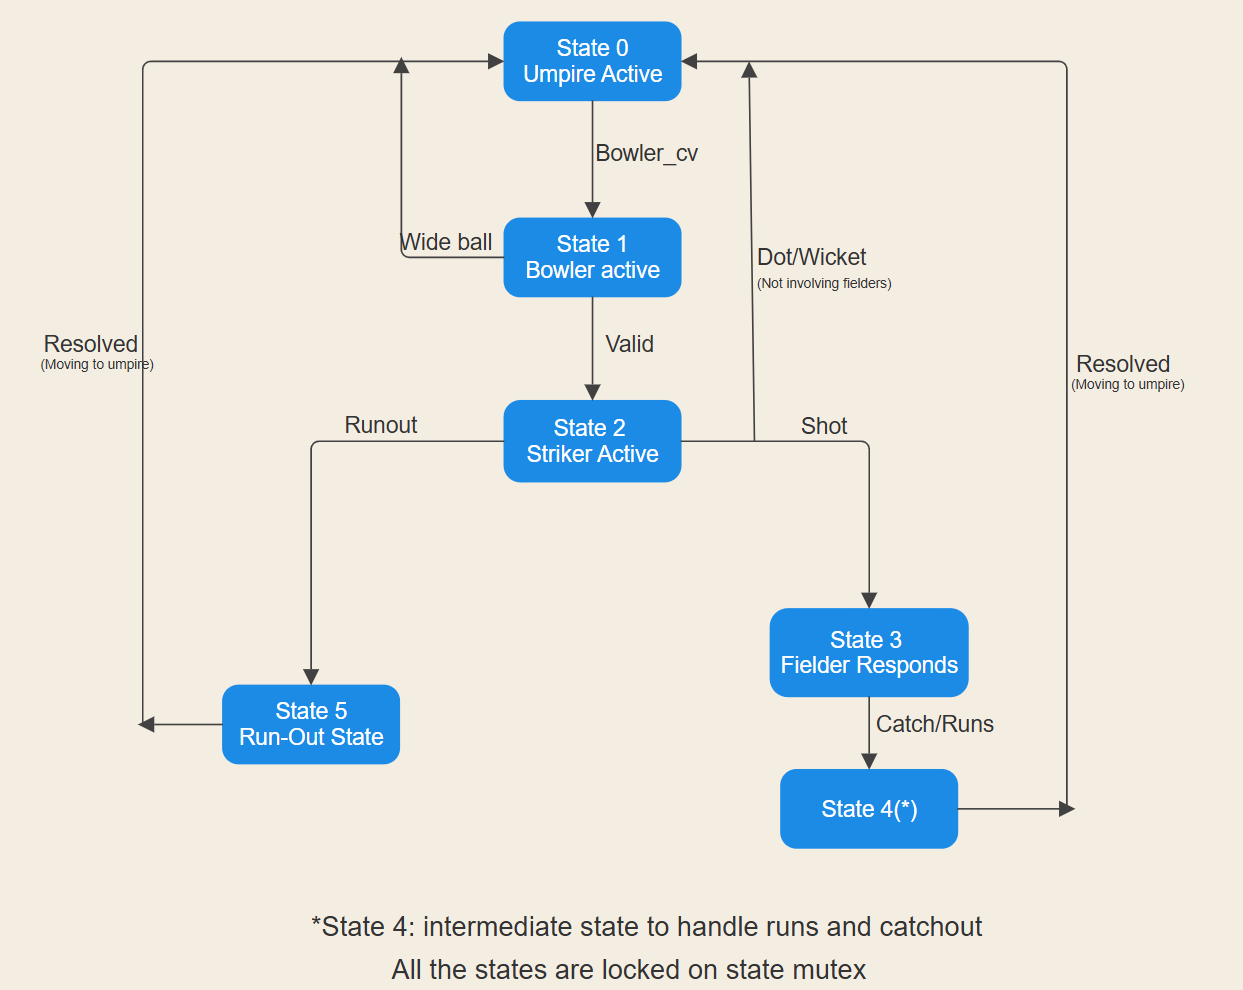 State 0
Umpire Active
Bowler_cv
Wide ball
State 1
Bowler active
Dot/Wicket
(Not involving fielders)
Resolved
(Moving to umpire)
Valid
Resolved
(Moving to umpire)
Runout
State 2
Striker Active
Shot
State 3
Fielder Responds
State 5
Run-Out State
Catch/Runs
State 4(*)
*State 4: intermediate state to handle runs and catchout
All the states are locked on state mutex